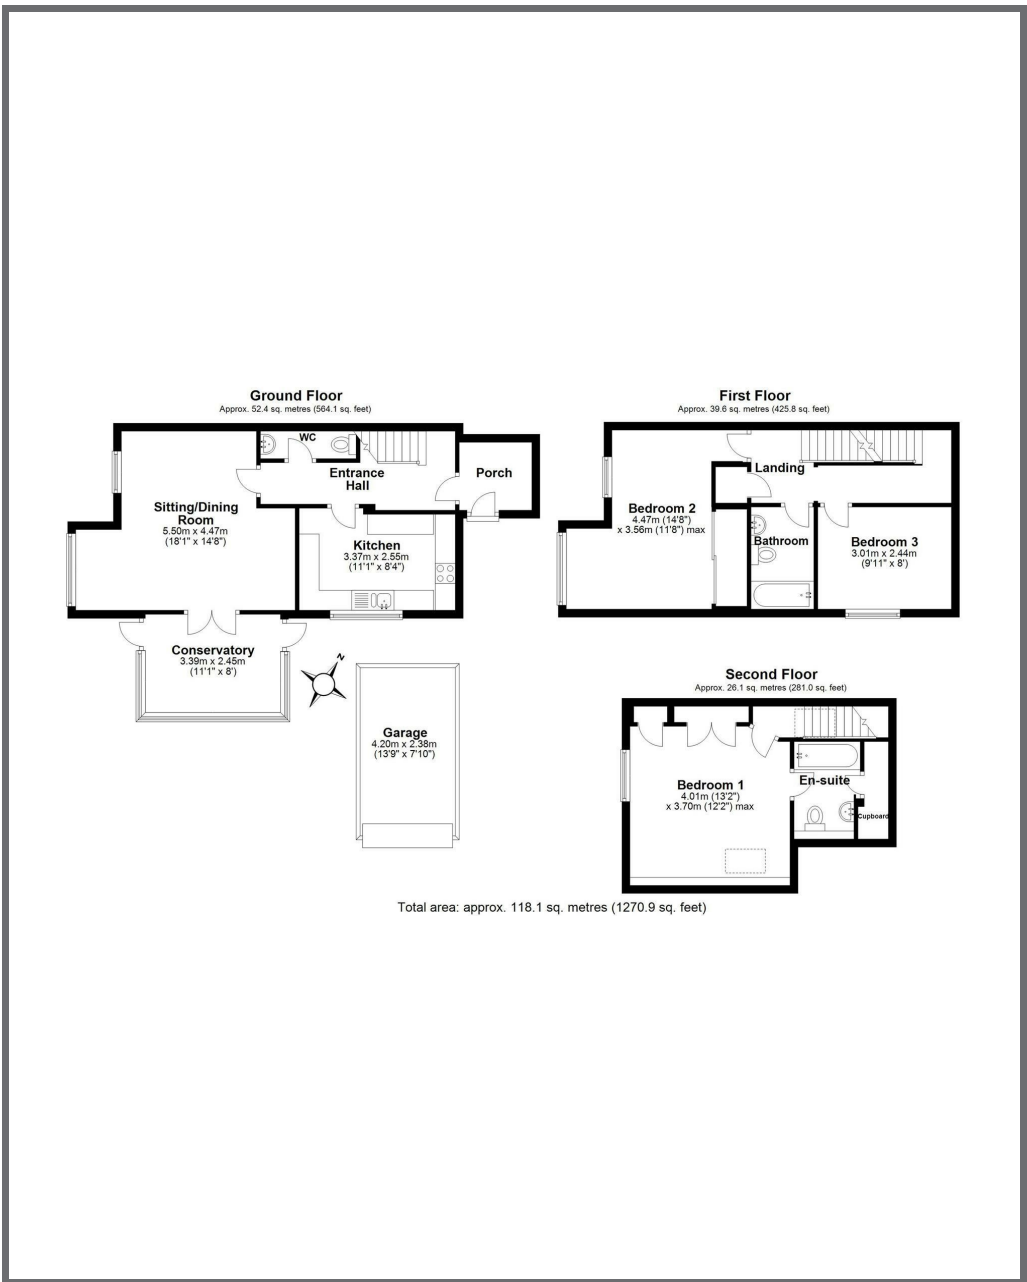 Ground Floor
Approx. 52.4 sq. metres (564.1 sq. feet)
WC
Entrance
Hall
Porch
Sitting/Dining
Room
5.50m x 4.47m
(18'1" x 14'8")
Kitchen
3.37m x 2.55m
(11'1" x 8'4")
Conservatory
3.39m x 2.45m
(11'1" x 8')
N
Garage
4.20m x 2.38m
(13'9" x 7'10")
First Floor
Approx. 39.6 sq. metres (425.8 sq. feet)
Landing
Bedroom 2
4.47m (14'8")
x 3.56m (11'8") max
Bathroom
Bedroom 3
3.01m x 2.44m
(9'11" x 8')
Second Floor
Approx. 26.1 sq. metres (281.0 sq. feet)
Bedroom 1
4.01m (13'2")
x 3.70m (12'2") max
En-suite
Cupboard
Total area: approx. 118.1 sq. metres (1270.9 sq. feet)